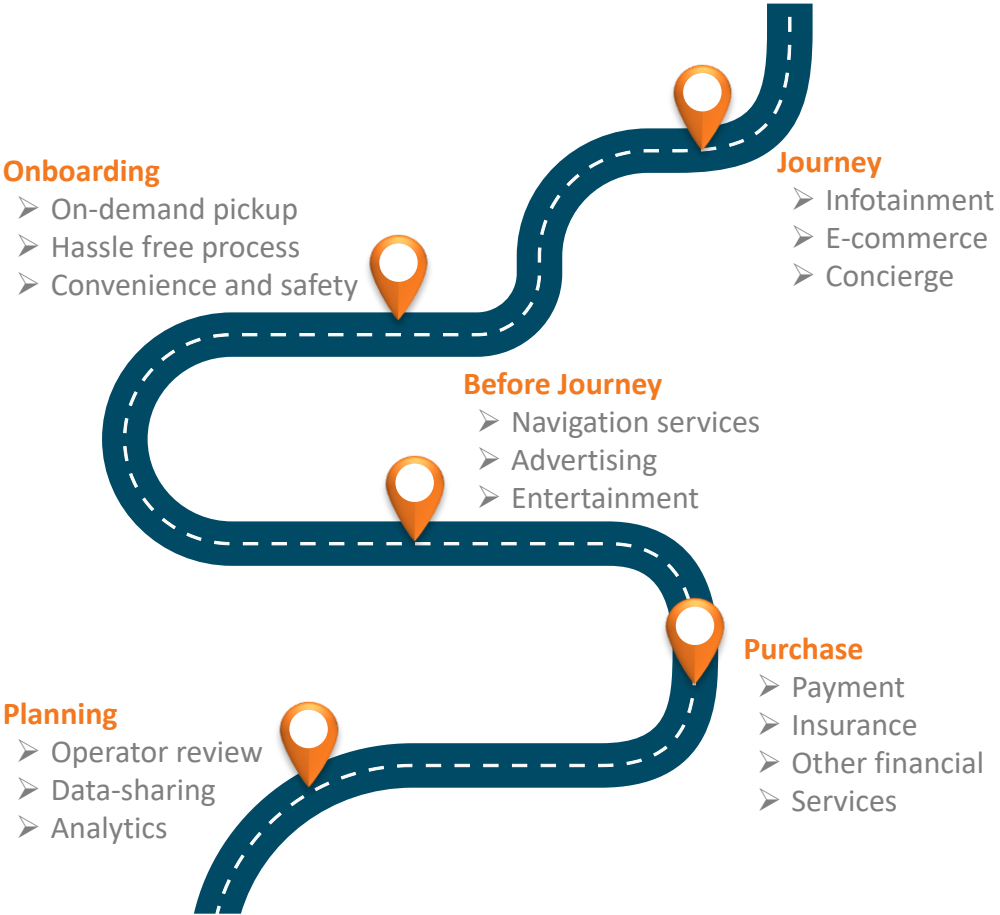 Onboarding
➢ On-demand pickup
➢ Hassle free process
➢ Convenience and safety
Journey
➢ Infotainment
➢ E-commerce
➢ Concierge
Before Journey
➢ Navigation services
➢ Advertising
➢ Entertainment
Purchase
➢ Payment
➢ Insurance
➢ Other financial
➢ Services
Planning
➢ Operator review
➢ Data-sharing
➢ Analytics